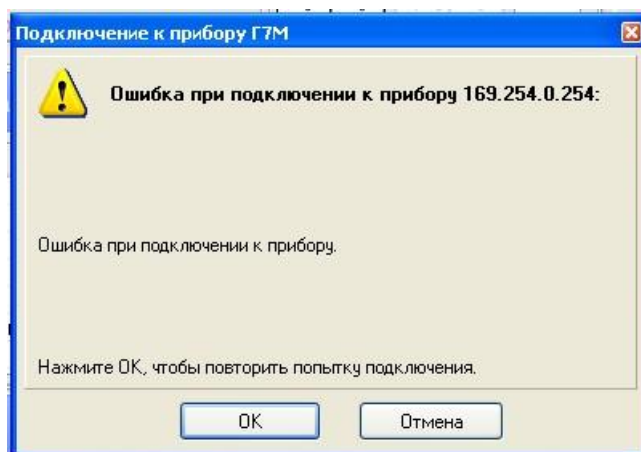 Подключение к прибору Г7М
Ошибка при подключении к прибору 169.254.0.254:
Ошибка при подключении к прибору.
Нажмите ОК, чтобы повторить попытку подключения.
ОК
Отмена